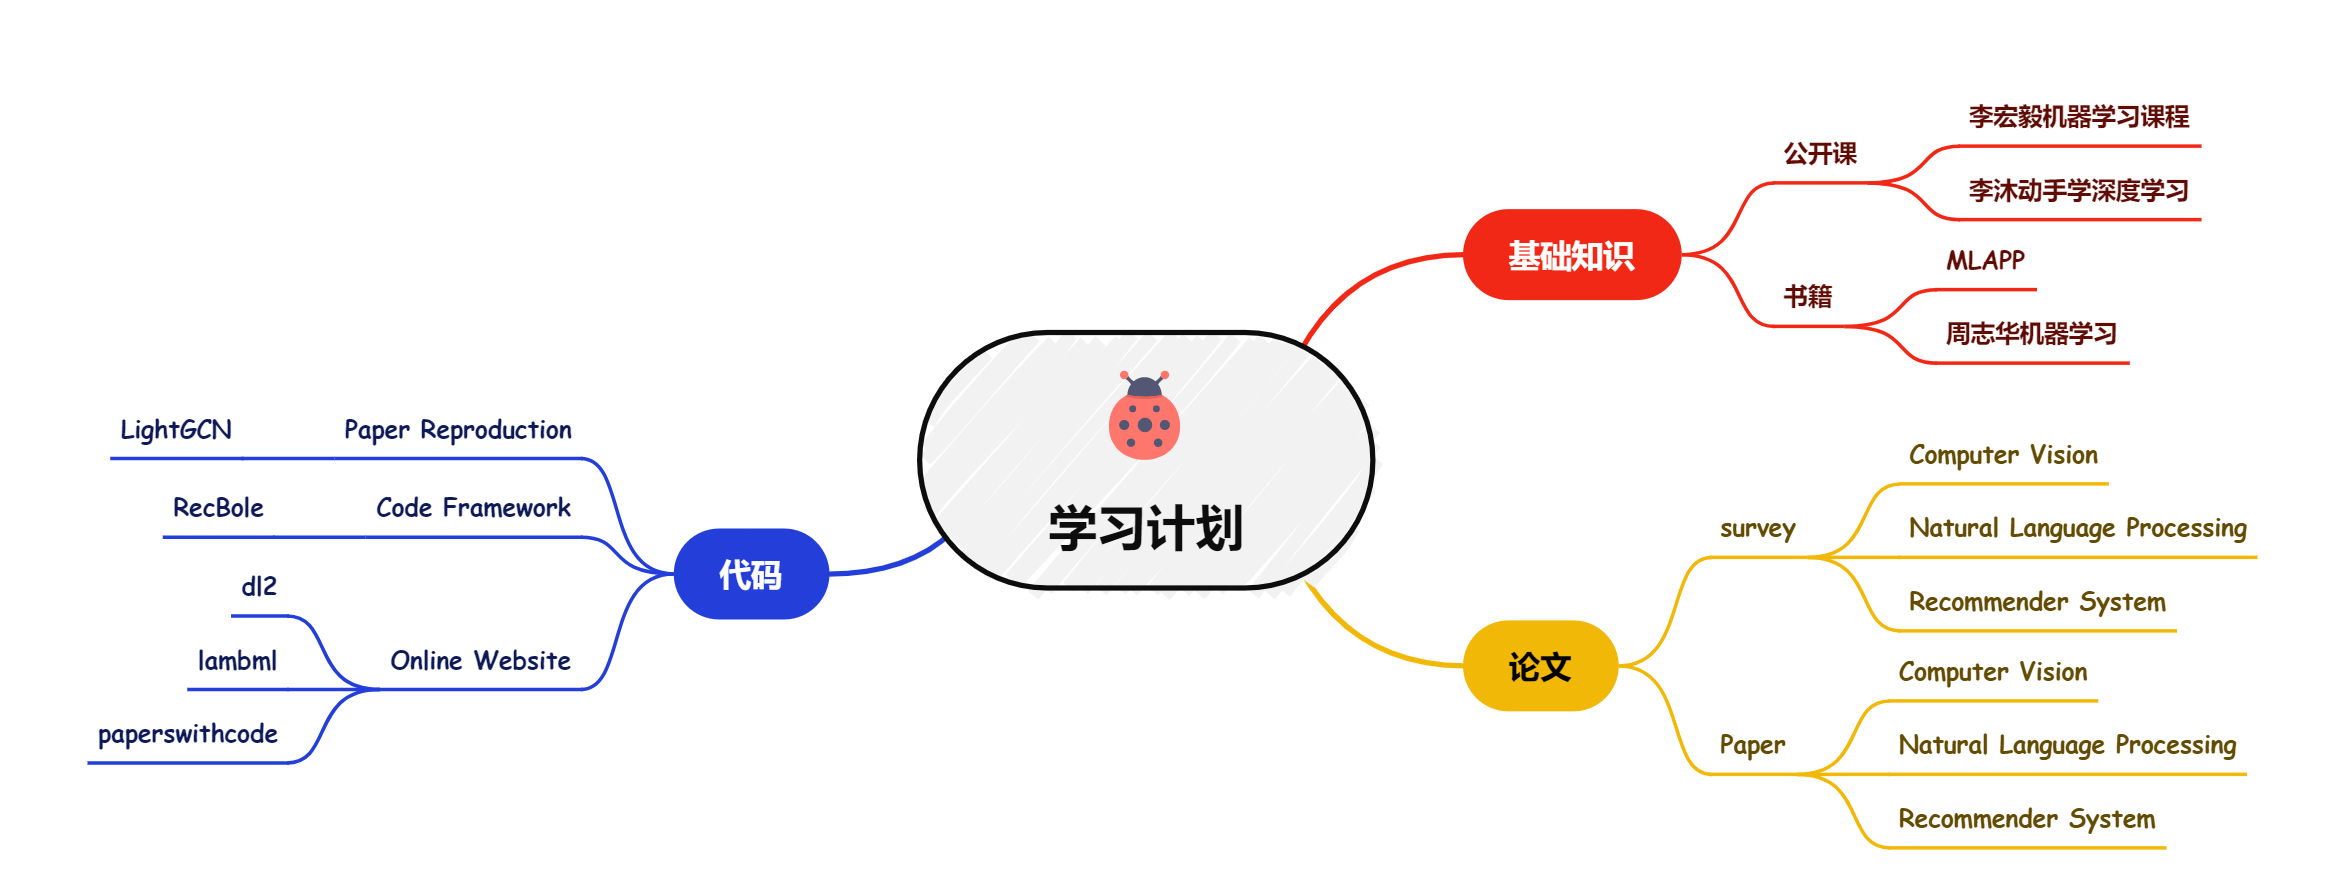 学习计划
基础知识
公开课
李宏毅机器学习课程
李沐动手学深度学习
书籍
MLAPP
周志华机器学习
论文
survey
Computer Vision
Natural Language Processing
Recommender System
Paper
Computer Vision
Natural Language Processing
Recommender System
代码
Paper Reproduction
LightGCN
Code Framework
RecBole
Online Website
dl2
lambml
paperswithcode